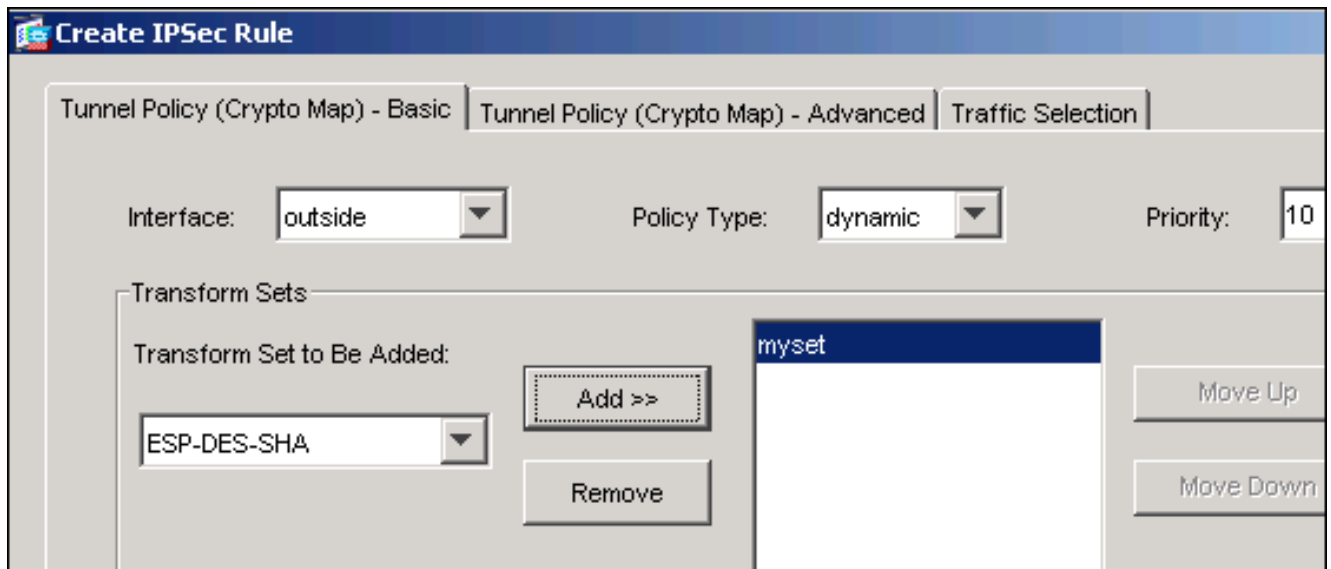 Create IPSec Rule
Tunnel Policy (Crypto Map) - Basic Tunnel Policy (Crypto Map) - Advanced Traffic Selection
Interface: outside Policy Type: dynamic Priority: 10
Transform Sets
Transform Set to Be Added:
myset
Add >>
Move Up
ESP-DES-SHA
Remove
Move Down